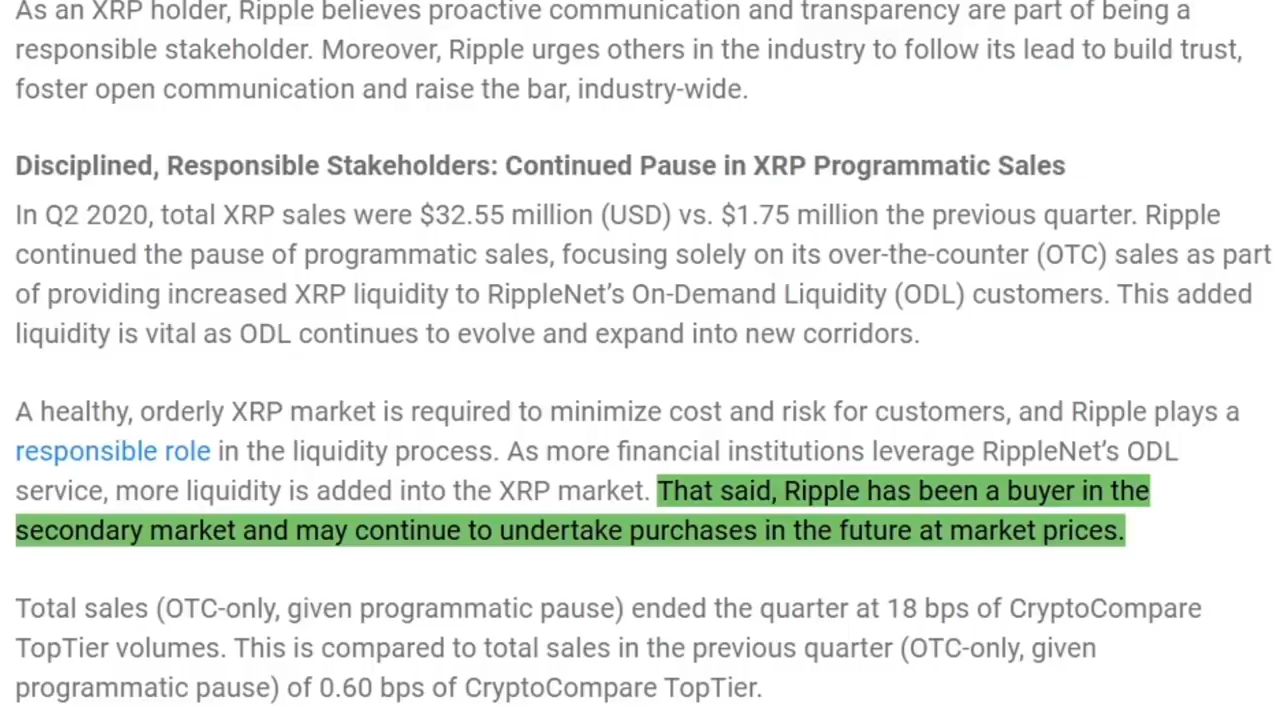 As an XRP holder, Ripple believes proactive communication and transparency are part of being a
responsible stakeholder. Moreover, Ripple urges others in the industry to follow its lead to build trust,
foster open communication and raise the bar, industry-wide.
Disciplined, Responsible Stakeholders: Continued Pause in XRP Programmatic Sales
In Q2 2020, total XRP sales were $32.55 million (USD) vs. $1.75 million the previous quarter. Ripple
continued the pause of programmatic sales, focusing solely on its over-the-counter (OTC) sales as part
of providing increased XRP liquidity to RippleNet’s On-Demand Liquidity (ODL) customers. This added
liquidity is vital as ODL continues to evolve and expand into new corridors.
A healthy, orderly XRP market is required to minimize cost and risk for customers, and Ripple plays a
responsible role in the liquidity process. As more financial institutions leverage RippleNet’s ODL
service, more liquidity is added into the XRP market. That said, Ripple has been a buyer in the
secondary market and may continue to undertake purchases in the future at market prices.
Total sales (OTC-only, given programmatic pause) ended the quarter at 18 bps of CryptoCompare
TopTier volumes. This is compared to total sales in the previous quarter (OTC-only, given
programmatic pause) of 0.60 bps of CryptoCompare TopTier.